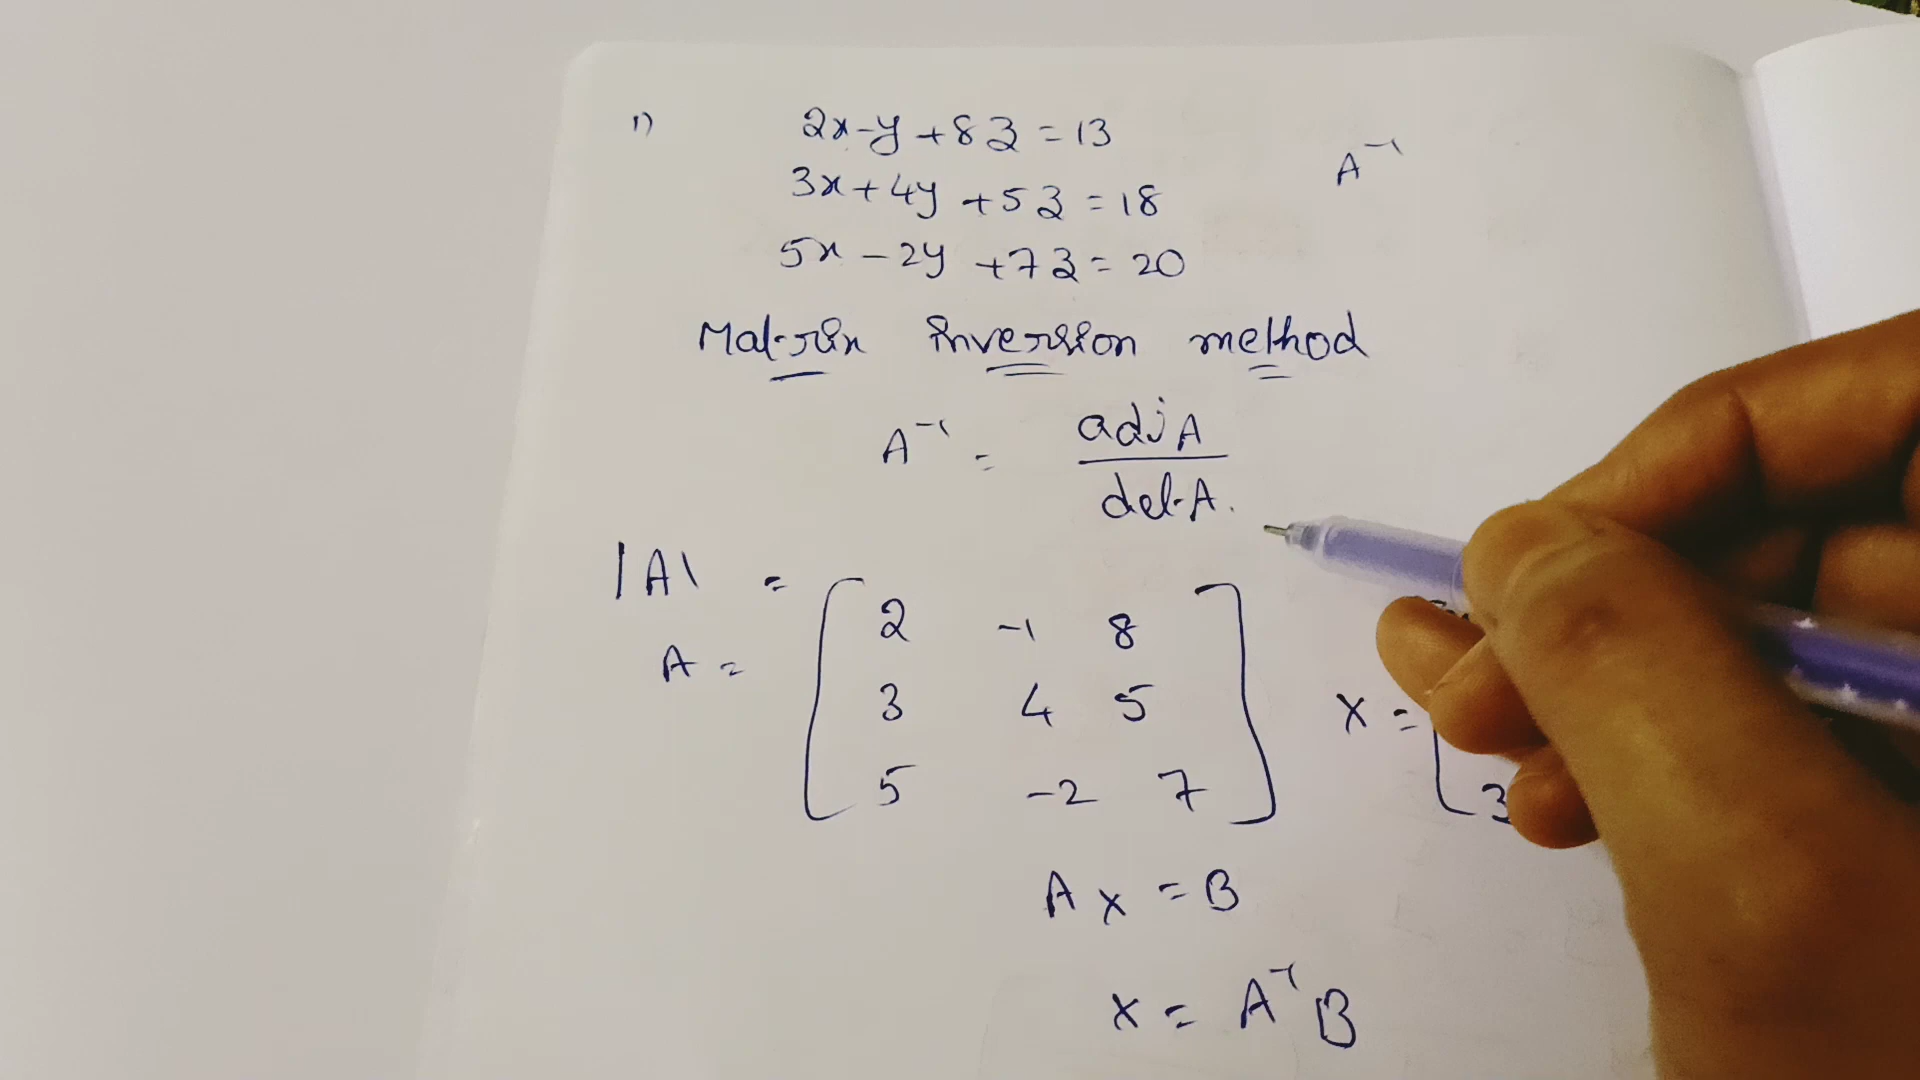 1) 2x-y+8z=13
3x+4y+5z=18
A⁻¹
5x-2y+7z=20
Matrix inversion method
A⁻¹ = adj A / det A.
|A| =
A = [ 2 -1 8
3 4 5
5 -2 7 ]
X = [ 3
AX = B
X = A⁻¹B